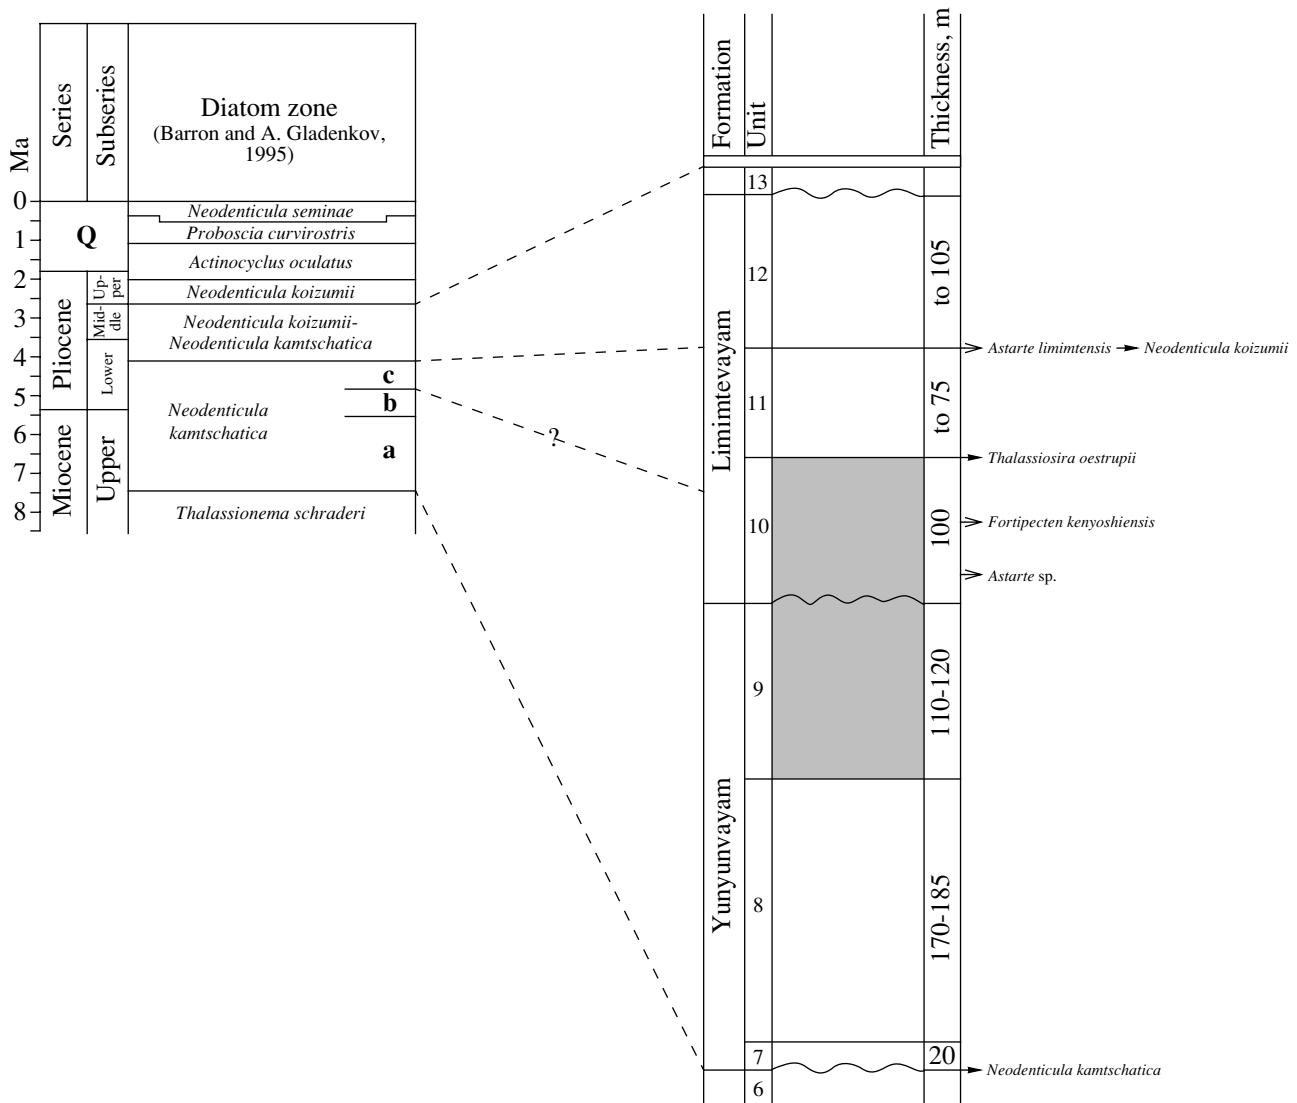 Ma
Series
Subseries
Diatom zone
(Barron and A. Gladenkov,
1995)
0
1
2
3
4
5
6
7
8
Q
Pliocene
Miocene
Up-
per
Mid-
dle
Lower
Upper
Neodenticula seminae
Proboscia curvirostris
Actinocyclus oculatus
Neodenticula koizumii
Neodenticula koizumii-
Neodenticula kamtschatica
Neodenticula
kamtschatica
c
b
a
Thalassionema schraderi
?
Formation
Unit
Thickness, m
Limimtevayam
Yunyunvayam
13
12
11
10
9
8
7
6
to 105
to 75
100
110-120
170-185
20
Astarte limimtensis Neodenticula koizumii
Thalassiosira oestrupii
Fortipecten kenyoshiensis
Astarte sp.
Neodenticula kamtschatica